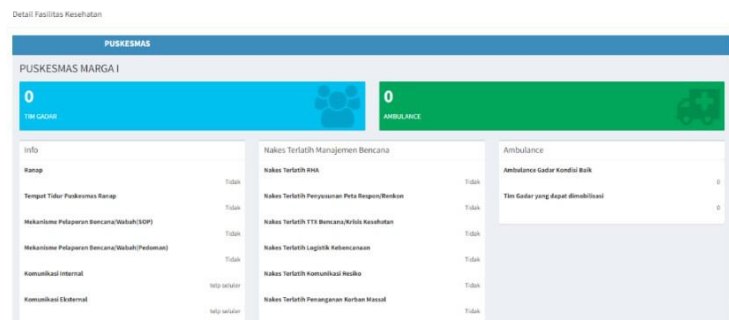 Detail Fasilitas Kesehatan
PUSKESMAS
PUSKESMAS MARGA I
0
TIM GADAR
0
AMBULANCE
Info
Ranap
Tidak
Tempat Tidur Puskesmas Ranap
Tidak
Mekanisme Pelaporan Bencana/Wabah(SOP)
Tidak
Mekanisme Pelaporan Bencana/Wabah(Pedoman)
Tidak
Komunikasi Internal
telp seluler
Komunikasi Eksternal
telp seluler
Nakes Terlatih Manajemen Bencana
Nakes Terlatih RHA
Tidak
Nakes Terlatih Penyusunan Peta Respon/Renkon
Tidak
Nakes Terlatih TTX Bencana/Krisis Kesehatan
Tidak
Nakes Terlatih Logistik Kebencanaan
Tidak
Nakes Terlatih Komunikasi Resiko
Tidak
Nakes Terlatih Penanganan Korban Massal
Tidak
Ambulance
Ambulance Gadar Kondisi Baik
0
Tim Gadar yang dapat dimobilisasi
0